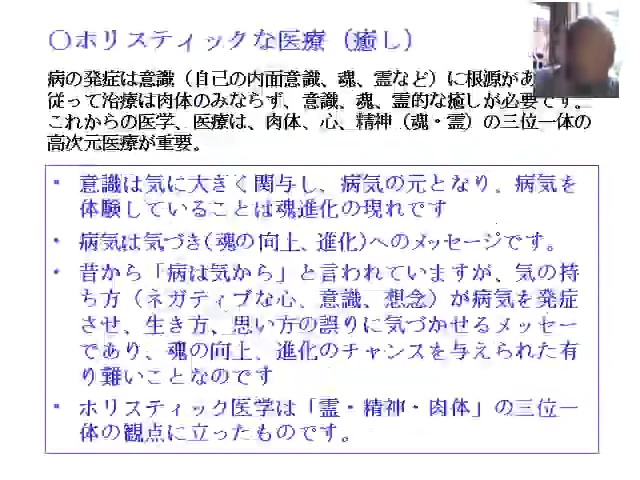 ○ホリスティックな医療（癒し）
病の発症は意識（自己の内面意識、魂、霊など）に根源があ
従って治療は肉体のみならず、意識、魂、霊的な癒しが必要です。
これからの医学、医療は、肉体、心、精神（魂・霊）の三位一体の
高次元医療が重要。
・ 意識は気に大きく関与し、病気の元となり、病気を
体験していることは魂進化の現れです
・ 病気は気づき(魂の向上、進化)へのメッセージです。
・ 昔から「病は気から」と言われていますが、気の持
ち方（ネガティブな心、意識、想念）が病気を発症
させ、生き方、思い方の誤りに気づかせるメッセー
であり、魂の向上、進化のチャンスを与えられた有
り難いことなのです
・ ホリスティック医学は「霊・精神・肉体」の三位一
体の観点に立ったものです。